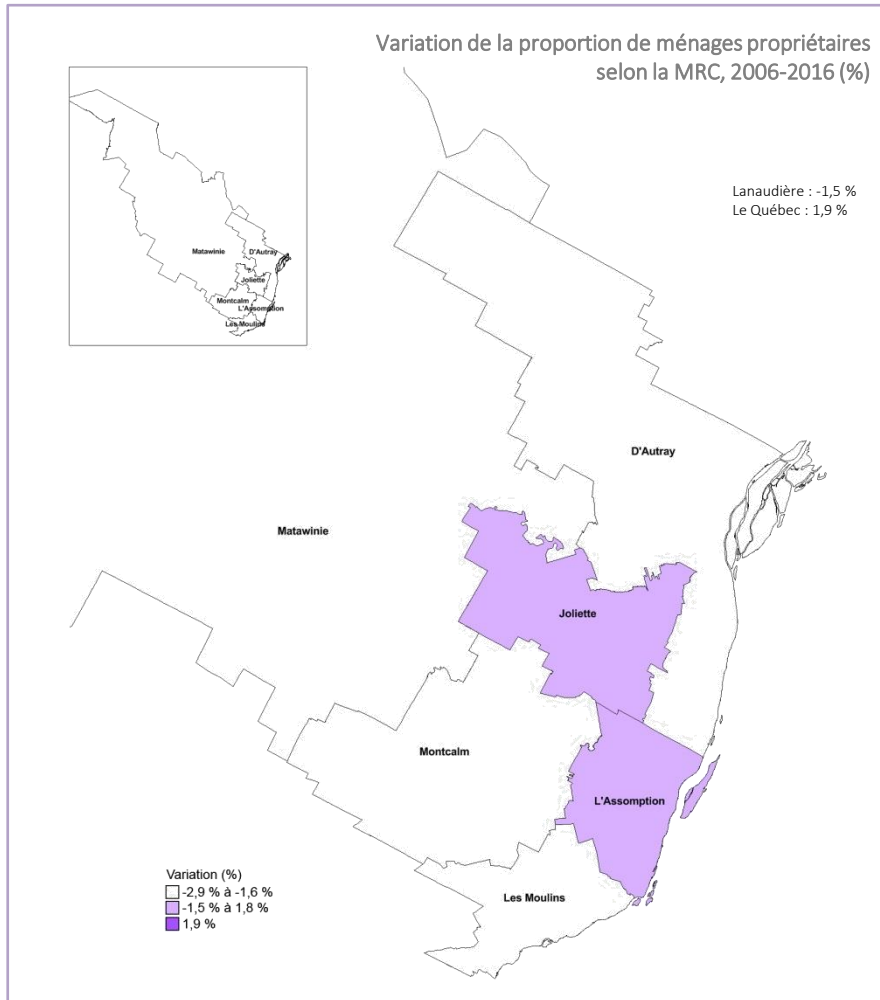 Variation de la proportion de ménages propriétaires
selon la MRC, 2006-2016 (%)
Lanaudière : -1,5 %
Le Québec : 1,9 %
Matawinie
D'Autray
Joliette
Montcalm
L'Assomption
Les Moulins
D'Autray
Matawinie
Joliette
Montcalm
L'Assomption
Les Moulins
Variation (%)
-2,9 % à -1,6 %
-1,5 % à 1,8 %
1,9 %